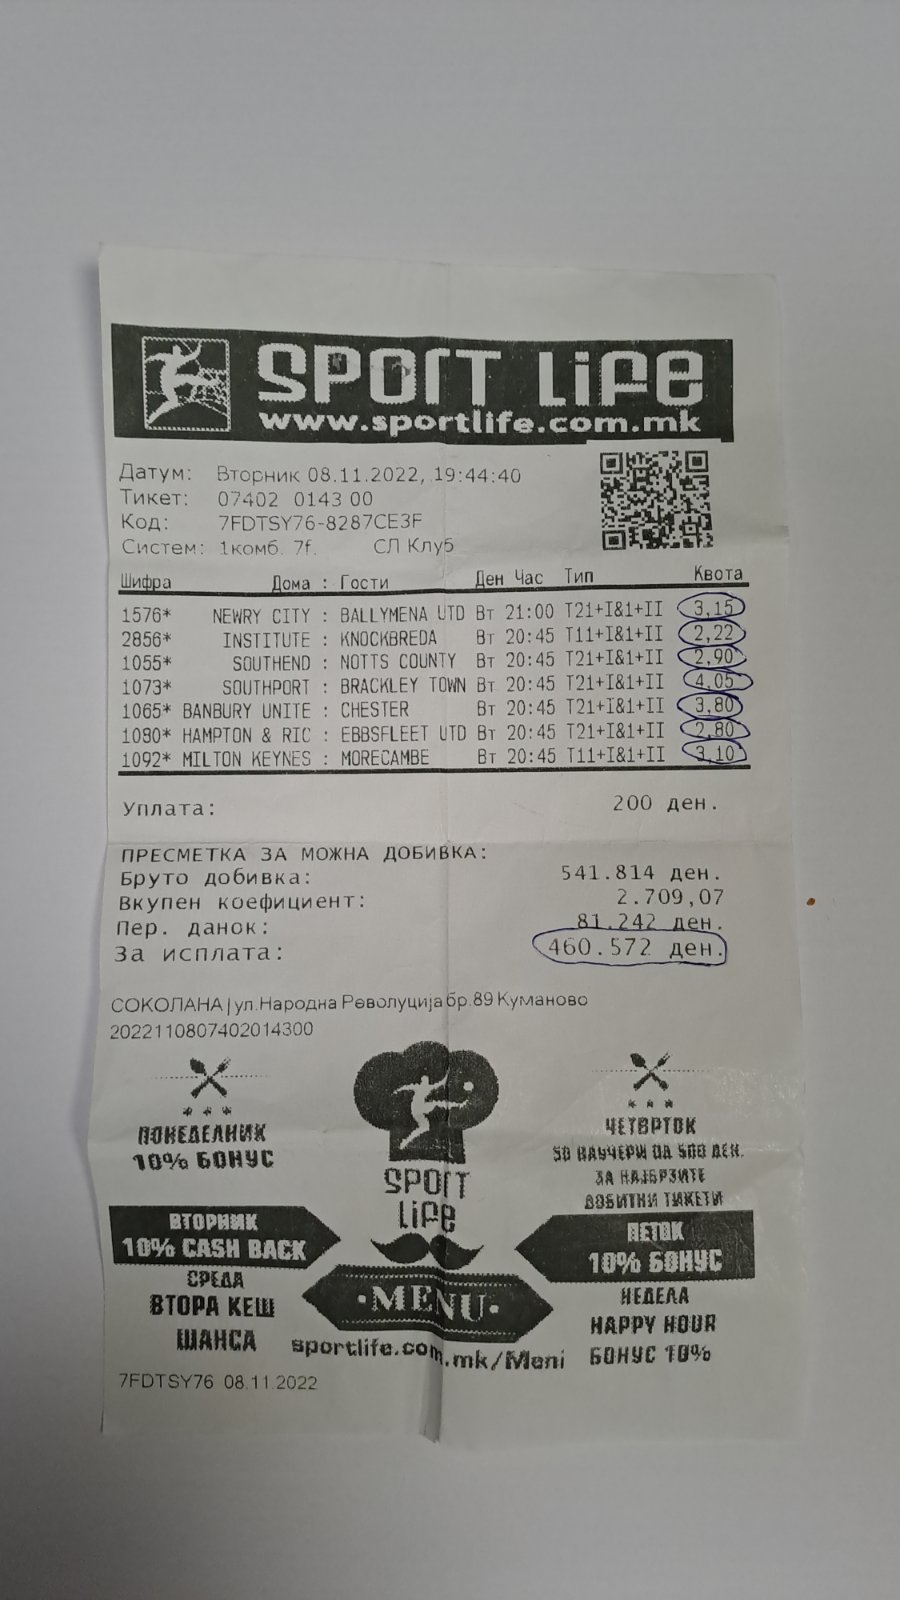 SPORT LiFe
www.sportlife.com.mk
Датум: Вторник 08.11.2022, 19:44:40
Тикет: 07402 0143 00
Код: 7FDTSY76-8287CE3F
Систем: 1комб. 7f. СЛ Клуб
Шифра Дома : Гости Ден Час Тип Квота
1576* NEWRY CITY : BALLYMENA UTD Вт 21:00 T21+I&1+II 3,15
2856* INSTITUTE : KNOCKBREDA Вт 20:45 T11+I&1+II 2,22
1055* SOUTHEND : NOTTS COUNTY Вт 20:45 T21+I&1+II 2,90
1073* SOUTHPORT : BRACKLEY TOWN Вт 20:45 T21+I&1+II 4,05
1065* BANBURY UNITE : CHESTER Вт 20:45 T21+I&1+II 3,80
1080* HAMPTON & RIC : EBBSFLEET UTD Вт 20:45 T21+I&1+II 2,80
1092* MILTON KEYNES : MORECAMBE Вт 20:45 T11+I&1+II 3,10
Уплата: 200 ден.
ПРЕСМЕТКА ЗА МОЖНА ДОБИВКА:
Бруто добивка: 541.814 ден.
Вкупен коефициент: 2.709,07
Пер. данок: 81.242 ден.
За исплата: 460.572 ден.
СОКОЛАНА | ул.Народна Револуција бр.89 Куманово
2022110807402014300
ПОНЕДЕЛНИК
10% БОНУС
ВТОРНИК
10% CASH BACK
СРЕДА
ВТОРА КЕШ
ШАНСА
SPORT
LiFe
·MENU·
sportlife.com.mk/Meni
ЧЕТВРТОК
50 ВАУЧЕРИ ОД 500 ДЕН.
ЗА НАЈБРЗИТЕ
ДОБИТНИ ТИКЕТИ
ПЕТОК
10% БОНУС
НЕДЕЛА
HAPPY HOUR
БОНУС 10%
7FDTSY76 08.11.2022